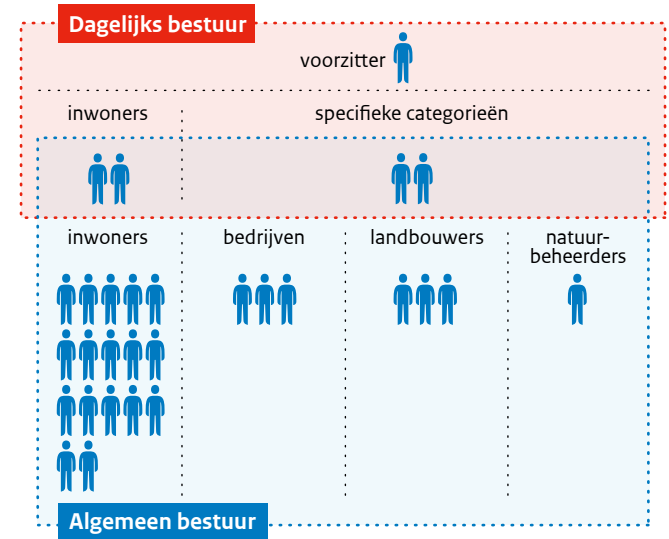 Dagelijks bestuur
voorzitter
inwoners
specifieke categorieën
inwoners
bedrijven
landbouwers
natuur-
beheerders
Algemeen bestuur